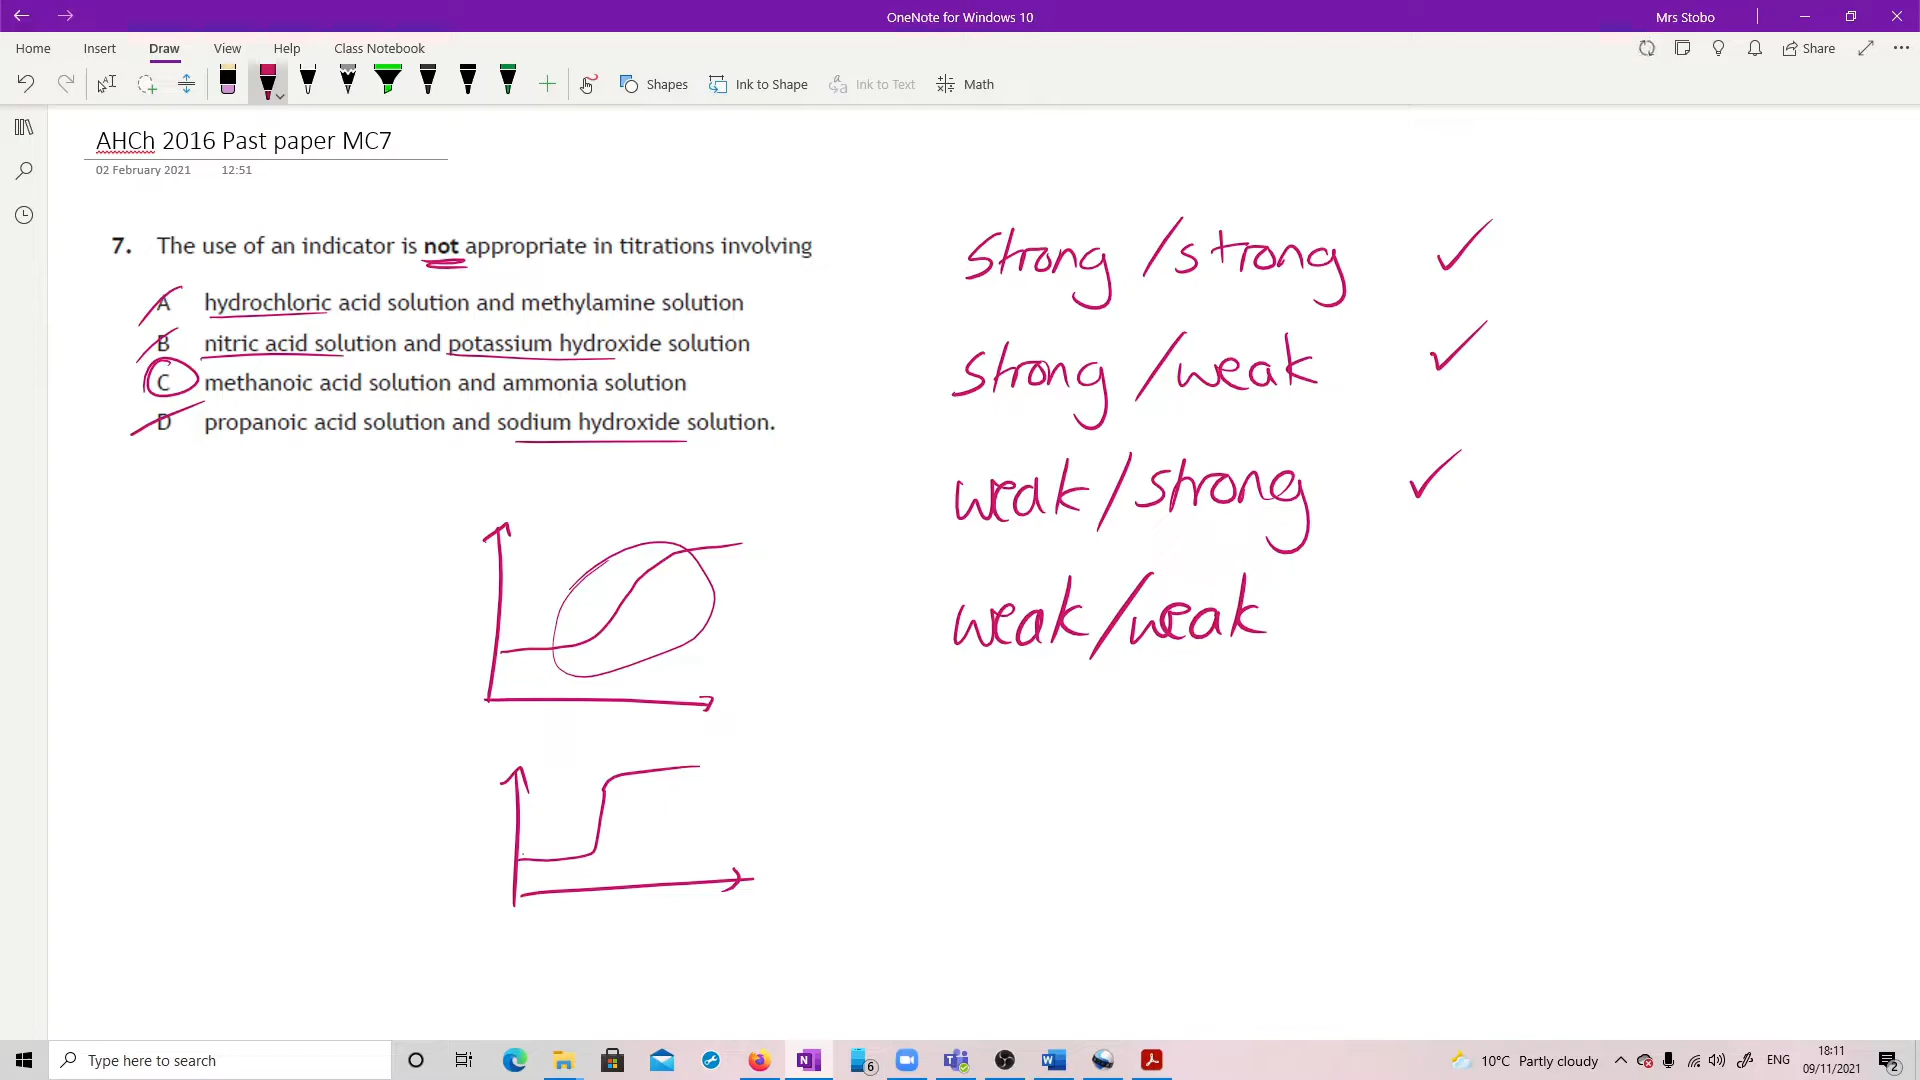 OneNote for Windows 10
Mrs Stobo
Home Insert Draw View Help Class Notebook
Share
Shapes
Ink to Shape
Ink to Text
Math
AHCh 2016 Past paper MC7
02 February 2021 12:51
7. The use of an indicator is not appropriate in titrations involving
A hydrochloric acid solution and methylamine solution
B nitric acid solution and potassium hydroxide solution
C methanoic acid solution and ammonia solution
D propanoic acid solution and sodium hydroxide solution.
strong / strong ✓
strong / weak ✓
weak / strong ✓
weak / weak
Type here to search
6
10°C Partly cloudy
ENG
18:11
09/11/2021
2